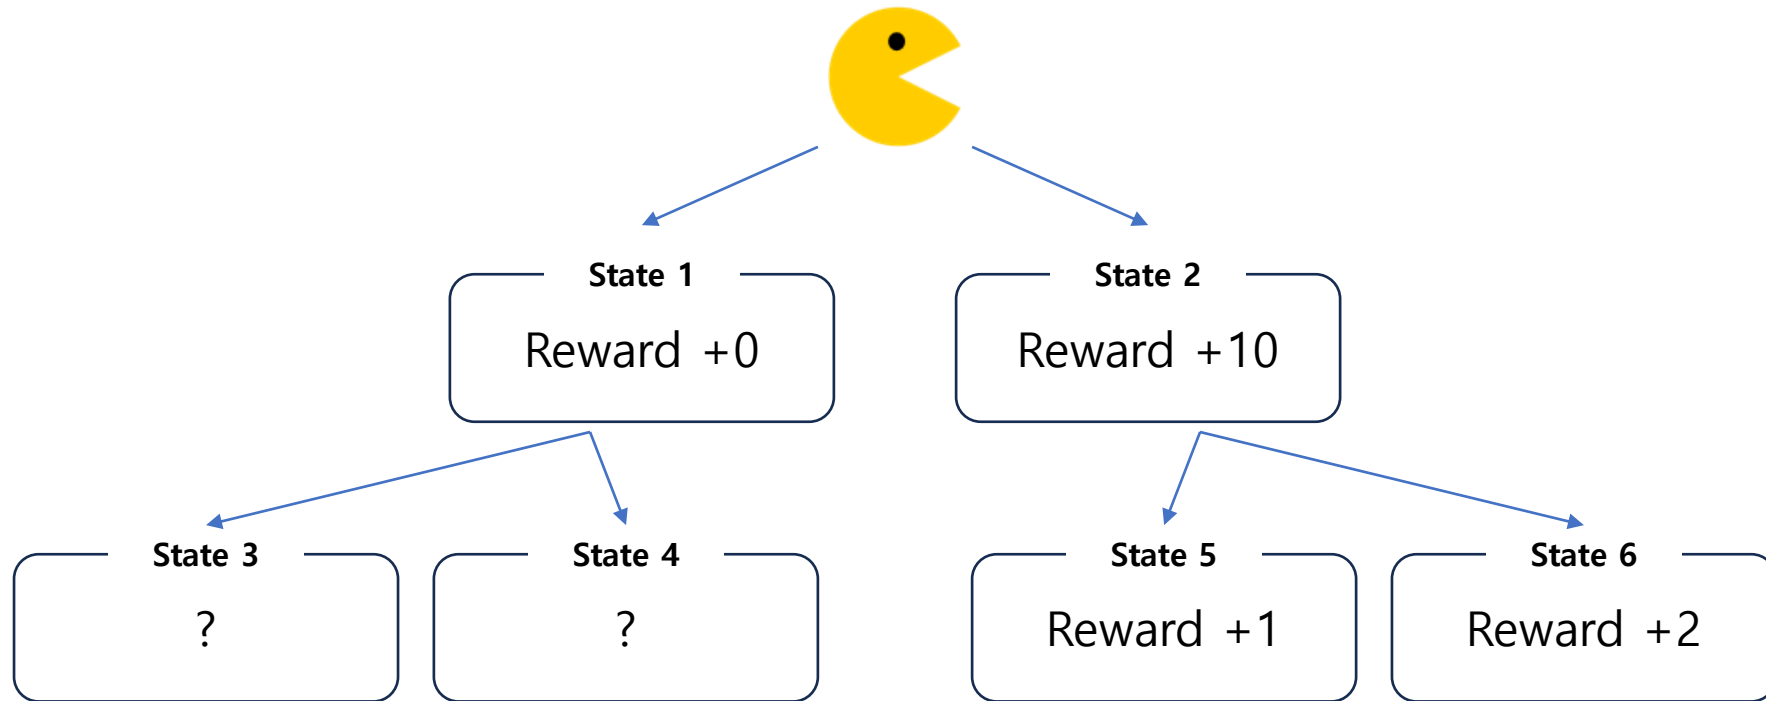 State 1
Reward +0
State 2
Reward +10
State 3
?
State 4
?
State 5
Reward +1
State 6
Reward +2